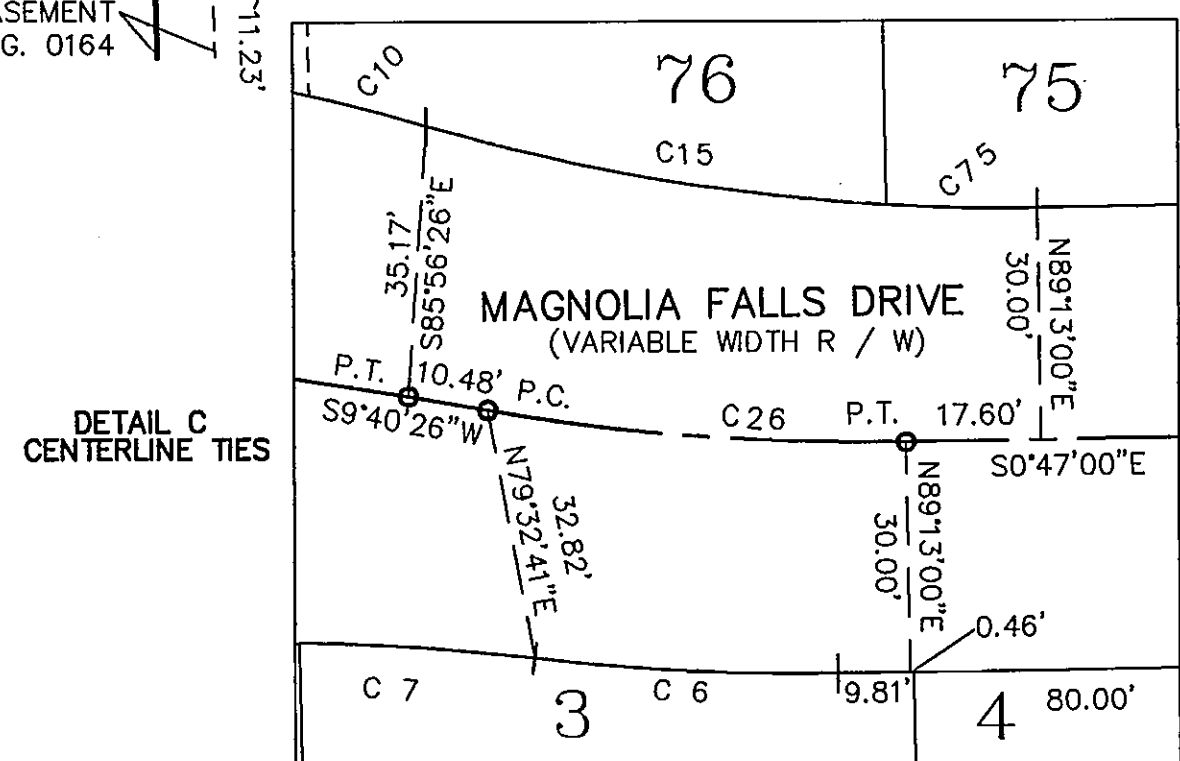 ASEMENT
G. 0164
11.23'
C10
76
75
C15
C75
35.17'
S85°56'26"E
N89°13'00"E
30.00'
MAGNOLIA FALLS DRIVE
(VARIABLE WIDTH R / W)
P.T. 10.48' P.C.
S9°40'26"W
C26 P.T. 17.60'
S0°47'00"E
DETAIL C
CENTERLINE TIES
N79°32'41"E
32.82'
N89°13'00"E
30.00'
0.46'
C 7
3
C 6
9.81'
4
80.00'